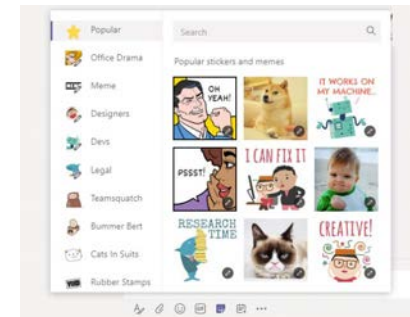 Popular
Office Drama
Meme
Designers
Devs
Legal
Teamsquatch
Bummer Bert
Cats In Suits
Rubber Stamps
Search
Popular stickers and memes
OH
YEAH!
IT WORKS ON
MY MACHINE...
PSSST!
I CAN FIX IT
RESEARCH
TIME
CREATIVE!
GIF